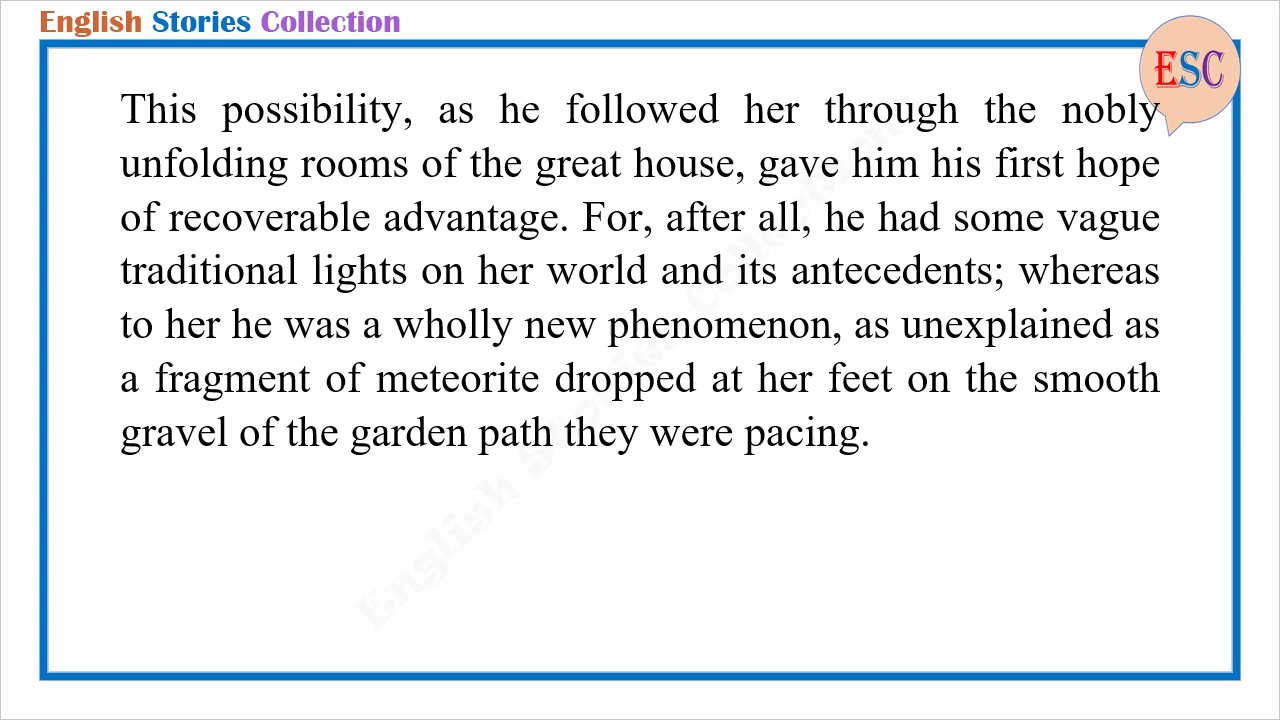 English Stories Collection
ESC
This possibility, as he followed her through the nobly
unfolding rooms of the great house, gave him his first hope
of recoverable advantage. For, after all, he had some vague
traditional lights on her world and its antecedents; whereas
to her he was a wholly new phenomenon, as unexplained as
a fragment of meteorite dropped at her feet on the smooth
gravel of the garden path they were pacing.
English Stories Collection